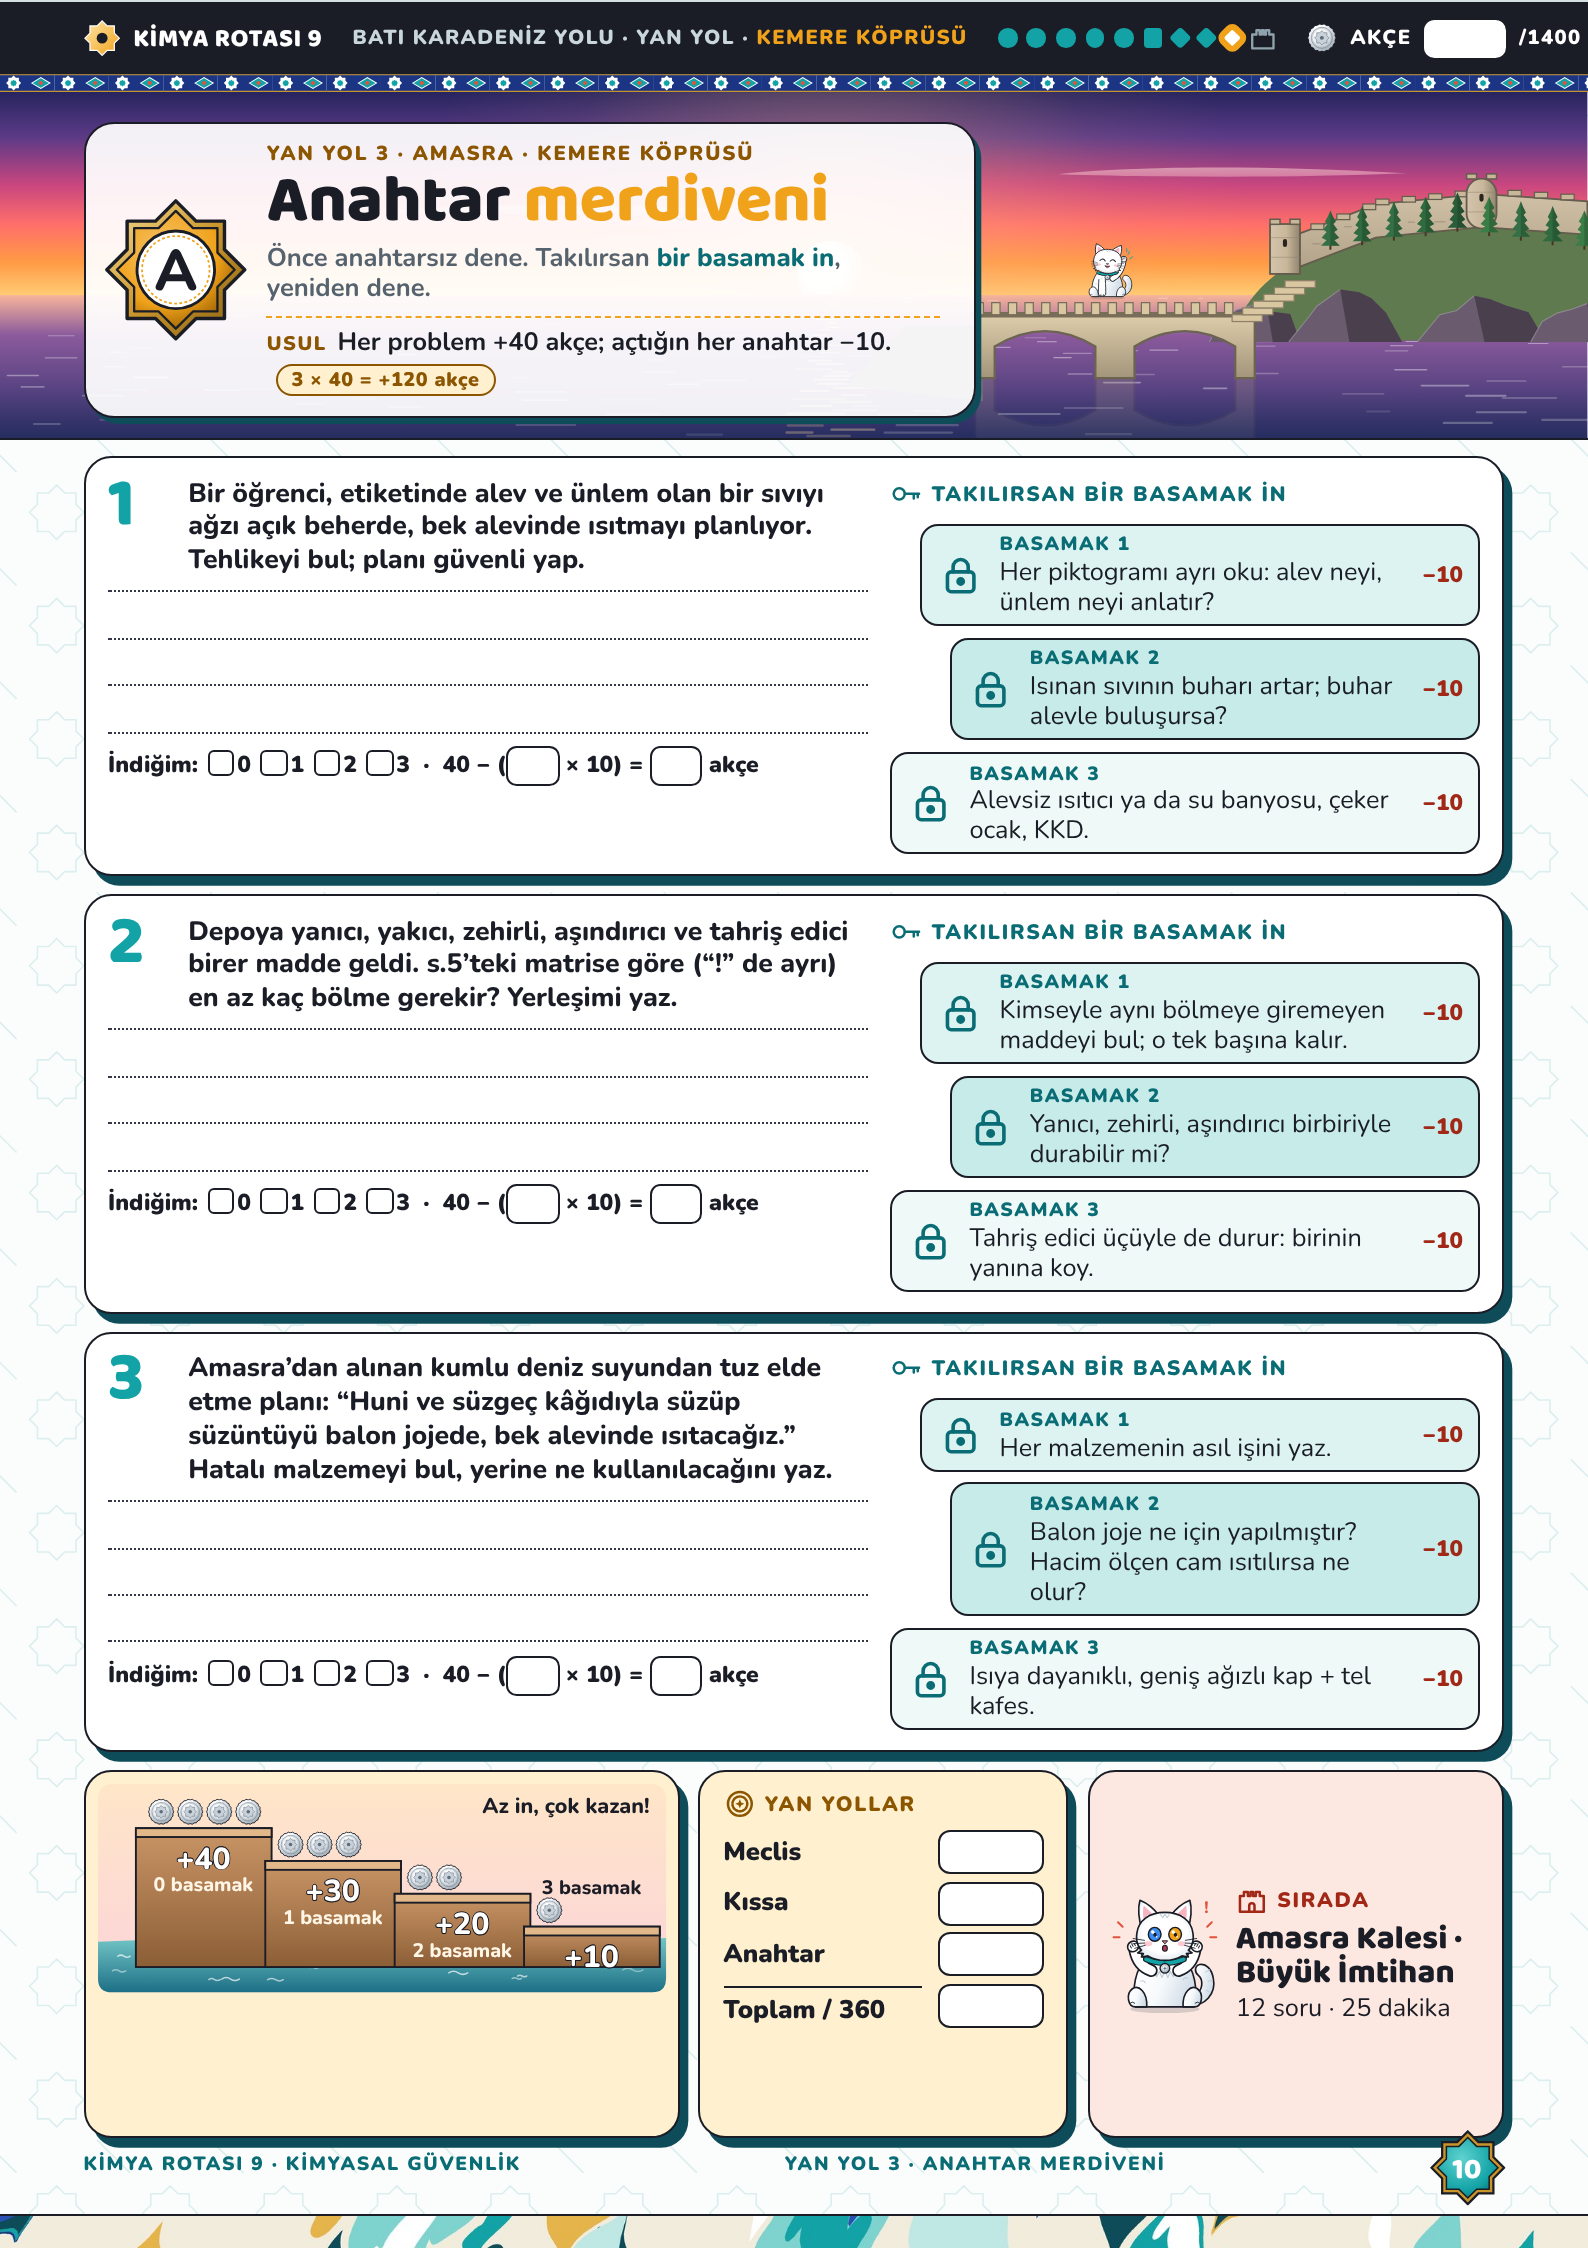 KİMYA ROTASI 9
BATI KARADENİZ YOLU · YAN YOL · KEMERE KÖPRÜSÜ
AKÇE /1400
YAN YOL 3 · AMASRA · KEMERE KÖPRÜSÜ
Anahtar merdiveni
A
Önce anahtarsız dene. Takılırsan bir basamak in,
yeniden dene.
USUL Her problem +40 akçe; açtığın her anahtar −10.
3 × 40 = +120 akçe
1
Bir öğrenci, etiketinde alev ve ünlem olan bir sıvıyı
ağzı açık beherde, bek alevinde ısıtmayı planlıyor.
Tehlikeyi bul; planı güvenli yap.
İndiğim: 0 1 2 3 · 40 − ( × 10) = akçe
TAKILIRSAN BİR BASAMAK İN
BASAMAK 1
Her piktogramı ayrı oku: alev neyi,
ünlem neyi anlatır?
−10
BASAMAK 2
Isınan sıvının buharı artar; buhar
alevle buluşursa?
−10
BASAMAK 3
Alevsiz ısıtıcı ya da su banyosu, çeker
ocak, KKD.
−10
2
Depoya yanıcı, yakıcı, zehirli, aşındırıcı ve tahriş edici
birer madde geldi. s.5’teki matrise göre (“!” de ayrı)
en az kaç bölme gerekir? Yerleşimi yaz.
İndiğim: 0 1 2 3 · 40 − ( × 10) = akçe
TAKILIRSAN BİR BASAMAK İN
BASAMAK 1
Kimseyle aynı bölmeye giremeyen
maddeyi bul; o tek başına kalır.
−10
BASAMAK 2
Yanıcı, zehirli, aşındırıcı birbiriyle
durabilir mi?
−10
BASAMAK 3
Tahriş edici üçüyle de durur: birinin
yanına koy.
−10
3
Amasra’dan alınan kumlu deniz suyundan tuz elde
etme planı: “Huni ve süzgeç kâğıdıyla süzüp
süzüntüyü balon jojede, bek alevinde ısıtacağız.”
Hatalı malzemeyi bul, yerine ne kullanılacağını yaz.
İndiğim: 0 1 2 3 · 40 − ( × 10) = akçe
TAKILIRSAN BİR BASAMAK İN
BASAMAK 1
Her malzemenin asıl işini yaz.
−10
BASAMAK 2
Balon joje ne için yapılmıştır?
Hacim ölçen cam ısıtılırsa ne
olur?
−10
BASAMAK 3
Isıya dayanıklı, geniş ağızlı kap + tel
kafes.
−10
Az in, çok kazan!
+40
0 basamak
+30
1 basamak
+20
2 basamak
3 basamak
+10
YAN YOLLAR
Meclis
Kıssa
Anahtar
Toplam / 360
SIRADA
Amasra Kalesi ·
Büyük İmtihan
12 soru · 25 dakika
KİMYA ROTASI 9 · KİMYASAL GÜVENLİK
YAN YOL 3 · ANAHTAR MERDİVENİ
10